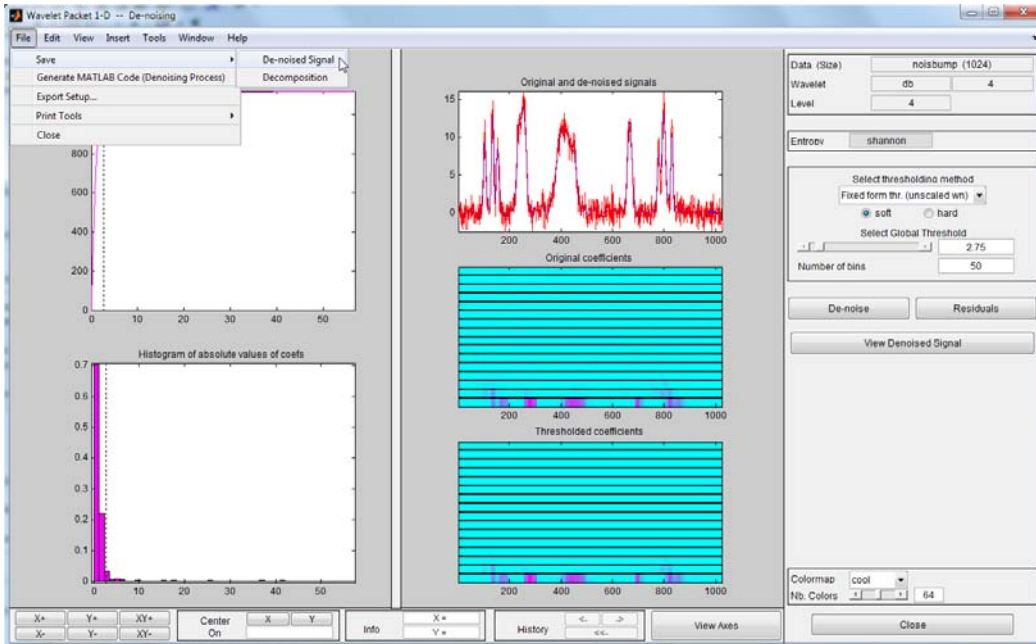 Wavelet Packet 1-D -- De-noising
File Edit View Insert Tools Window Help
Save
Generate MATLAB Code (Denoising Process)
Export Setup...
Print Tools
Close
De-noised Signal
Decomposition
800
600
400
200
0
0 10 20 30 40 50
Histogram of absolute values of coefs
0.7
0.6
0.5
0.4
0.3
0.2
0.1
0
0 10 20 30 40 50
Original and de-noised signals
15
10
5
0
200 400 600 800 1000
Original coefficients
200 400 600 800 1000
Thresholded coefficients
200 400 600 800 1000
Data (Size) noisbump (1024)
Wavelet db 4
Level 4
Entropy shannon
Select thresholding method
Fixed form thr. (unscaled wn)
soft hard
Select Global Threshold
2.75
Number of bins 50
De-noise Residuals
View Denoised Signal
Colormap cool
Nb. Colors 64
Close
X+ Y+ XY+
X- Y- XY-
Center On X Y
Info X = Y =
History <- -> <<-
View Axes